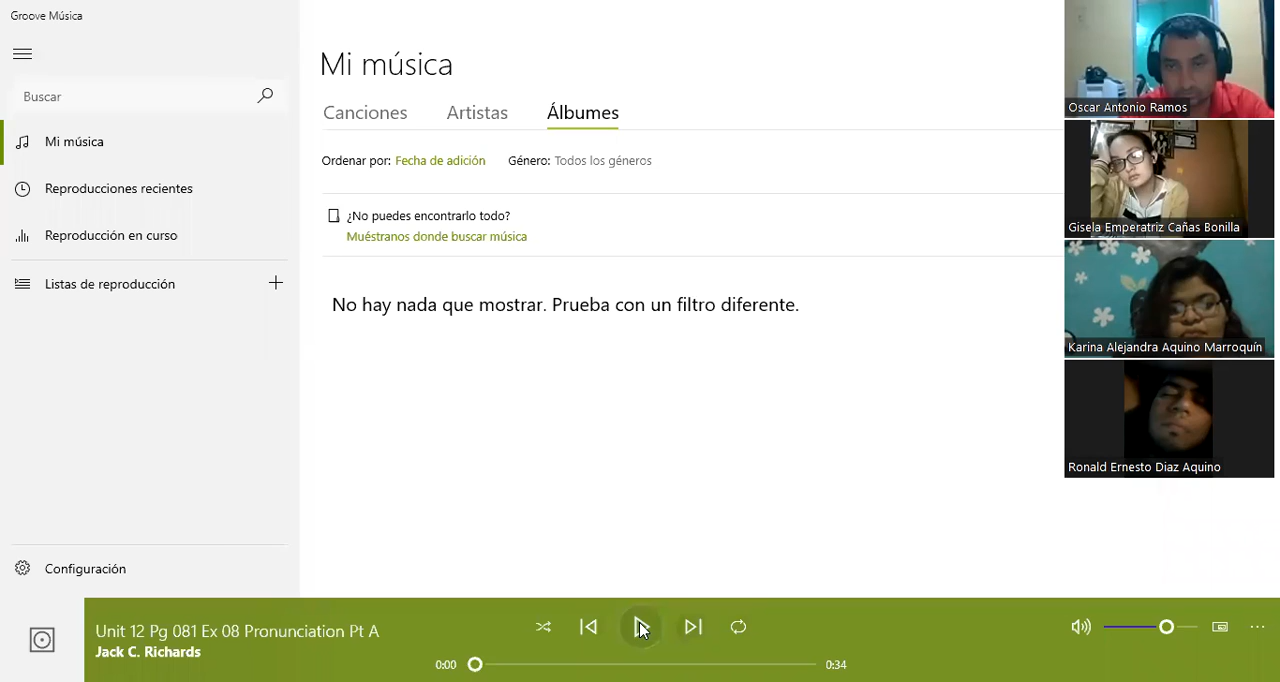 Groove Música
Buscar
Mi música
Reproducciones recientes
Reproducción en curso
Listas de reproducción
Configuración
Mi música
Canciones Artistas Álbumes
Ordenar por: Fecha de adición Género: Todos los géneros
¿No puedes encontrarlo todo?
Muéstranos donde buscar música
No hay nada que mostrar. Prueba con un filtro diferente.
Oscar Antonio Ramos
Gisela Emperatriz Cañas Bonilla
Karina Alejandra Aquino Marroquín
Ronald Ernesto Diaz Aquino
Unit 12 Pg 081 Ex 08 Pronunciation Pt A
Jack C. Richards
0:00 0:34